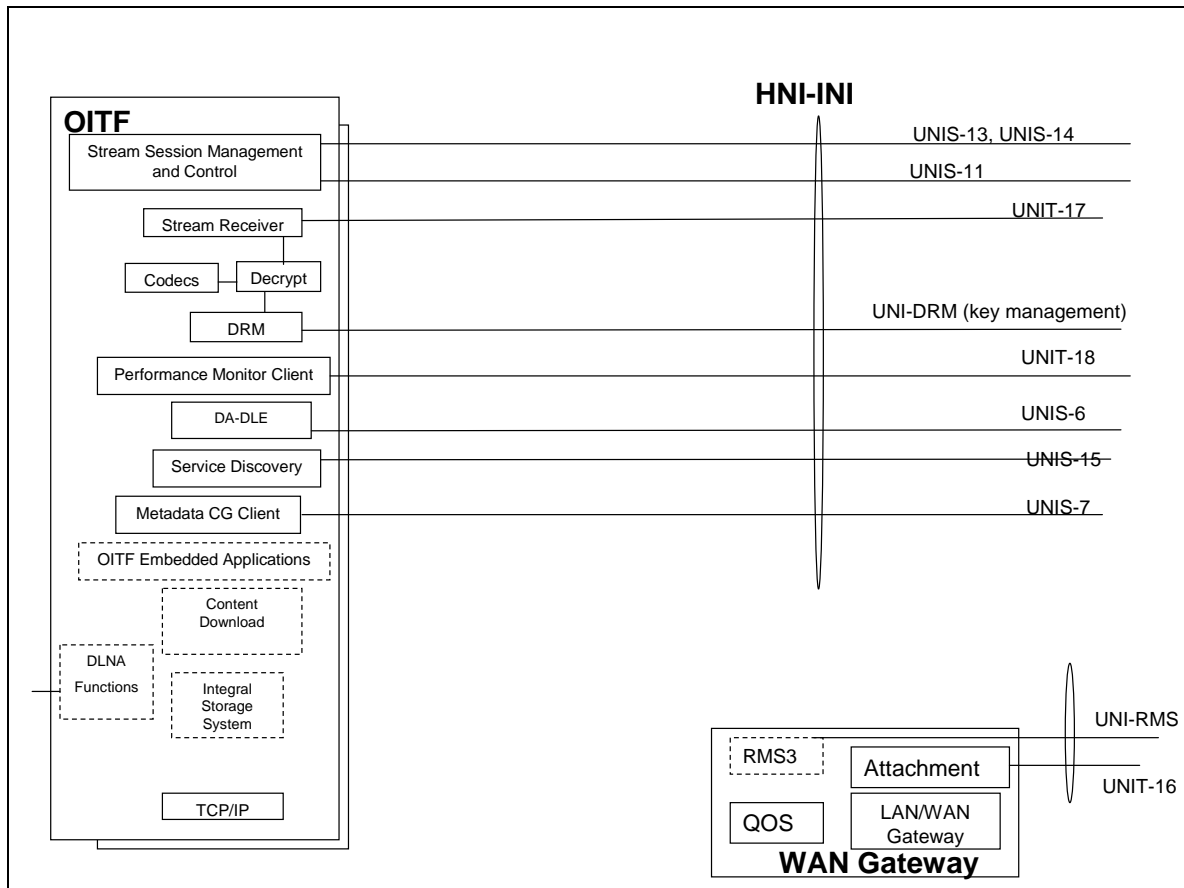 HNI-INI
OITF
UNIS-13, UNIS-14
Stream Session Management
and Control
UNIS-11
UNIT-17
Stream Receiver
Codecs
Decrypt
UNI-DRM (key management)
DRM
UNIT-18
Performance Monitor Client
UNIS-6
DA-DLE
UNIS-15
Service Discovery
UNIS-7
Metadata CG Client
OITF Embedded Applications
Content
Download
DLNA
Functions
Integral
Storage
System
UNI-RMS
RMS3
Attachment
UNIT-16
TCP/IP
QOS
LAN/WAN
Gateway
WAN Gateway